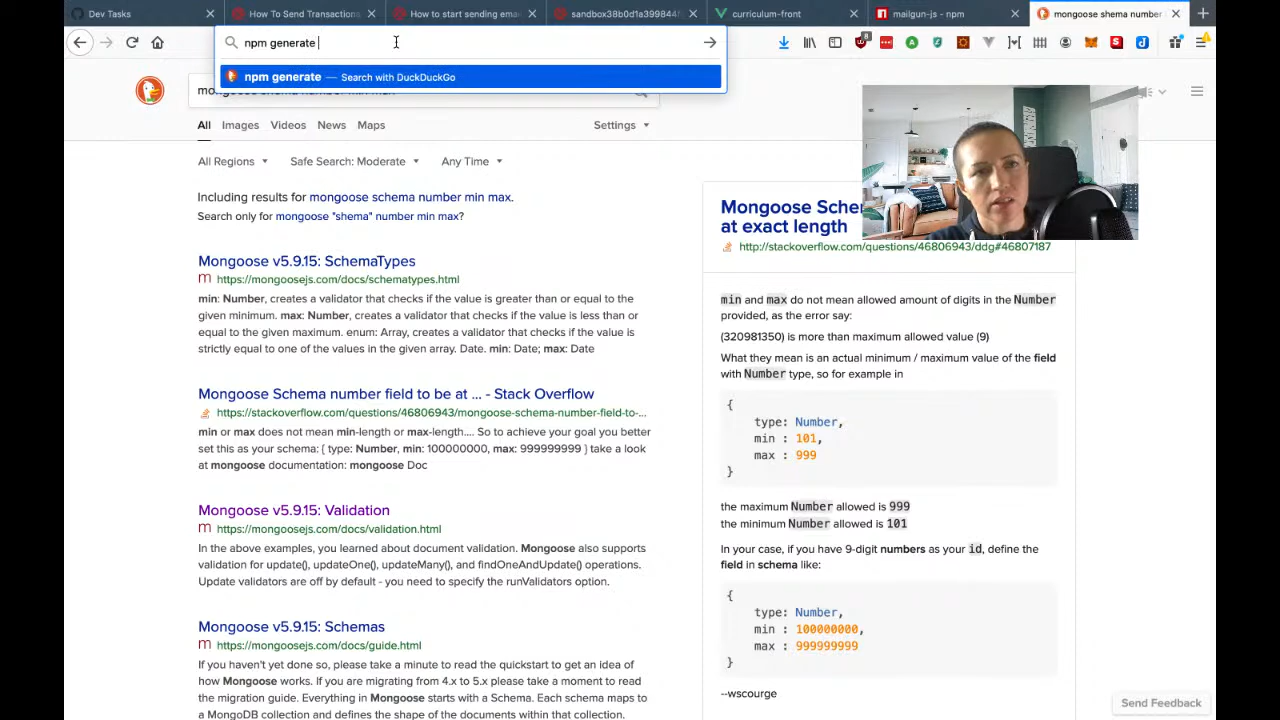 Dev Tasks
How To Send Transactiona
How to start sending emai
sandbox38b0d1a399844
curriculum-front
mailgun-js - npm
mongoose shema number
npm generate
8
npm generate — Search with DuckDuckGo
All
Images
Videos
News
Maps
Settings
All Regions
Safe Search: Moderate
Any Time
Including results for mongoose schema number min max.
Search only for mongoose "shema" number min max?
Mongoose v5.9.15: SchemaTypes
m https://mongoosejs.com/docs/schematypes.html
min: Number, creates a validator that checks if the value is greater than or equal to the
given minimum. max: Number, creates a validator that checks if the value is less than or
equal to the given maximum. enum: Array, creates a validator that checks if the value is
strictly equal to one of the values in the given array. Date. min: Date; max: Date
Mongoose Schema number field to be at ... - Stack Overflow
https://stackoverflow.com/questions/46806943/mongoose-schema-number-field-to-...
min or max does not mean min-length or max-length.... So to achieve your goal you better
set this as your schema: { type: Number, min: 100000000, max: 999999999 } take a look
at mongoose documentation: mongoose Doc
Mongoose v5.9.15: Validation
m https://mongoosejs.com/docs/validation.html
In the above examples, you learned about document validation. Mongoose also supports
validation for update(), updateOne(), updateMany(), and findOneAndUpdate() operations.
Update validators are off by default - you need to specify the runValidators option.
Mongoose v5.9.15: Schemas
m https://mongoosejs.com/docs/guide.html
If you haven't yet done so, please take a minute to read the quickstart to get an idea of
how Mongoose works. If you are migrating from 4.x to 5.x please take a moment to read
the migration guide. Everything in Mongoose starts with a Schema. Each schema maps to
a MongoDB collection and defines the shape of the documents within that collection.
Mongoose Schem
at exact length
http://stackoverflow.com/questions/46806943/ddg#46807187
min and max do not mean allowed amount of digits in the Number
provided, as the error say:
(320981350) is more than maximum allowed value (9)
What they mean is an actual minimum / maximum value of the field
with Number type, so for example in
{
type: Number,
min : 101,
max : 999
}
the maximum Number allowed is 999
the minimum Number allowed is 101
In your case, if you have 9-digit numbers as your id, define the
field in schema like:
{
type: Number,
min : 100000000,
max : 999999999
}
--wscourge
Send Feedback